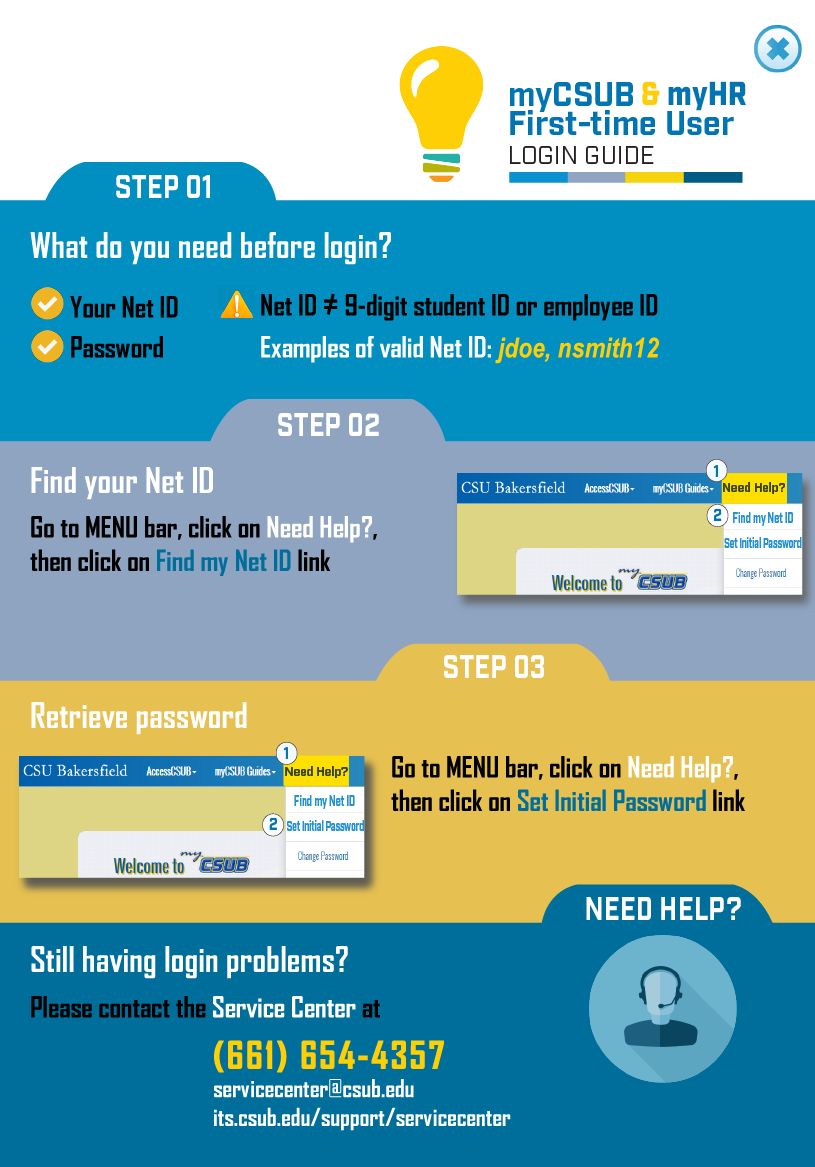 myCSUB & myHR
First-time User
LOGIN GUIDE
STEP 01
What do you need before login?
Your Net ID
Net ID ≠ 9-digit student ID or employee ID
Password
Examples of valid Net ID: jdoe, nsmith12
STEP 02
Find your Net ID
Go to MENU bar, click on Need Help?,
then click on Find my Net ID link
1
CSU Bakersfield AccessCSUB myCSUB Guides Need Help?
2 Find my Net ID
Set Initial Password
Change Password
Welcome to my CSUB
STEP 03
Retrieve password
1
CSU Bakersfield AccessCSUB myCSUB Guides Need Help?
Find my Net ID
2 Set Initial Password
Change Password
Welcome to my CSUB
Go to MENU bar, click on Need Help?,
then click on Set Initial Password link
NEED HELP?
Still having login problems?
Please contact the Service Center at
(661) 654-4357
servicecenter@csub.edu
its.csub.edu/support/servicecenter